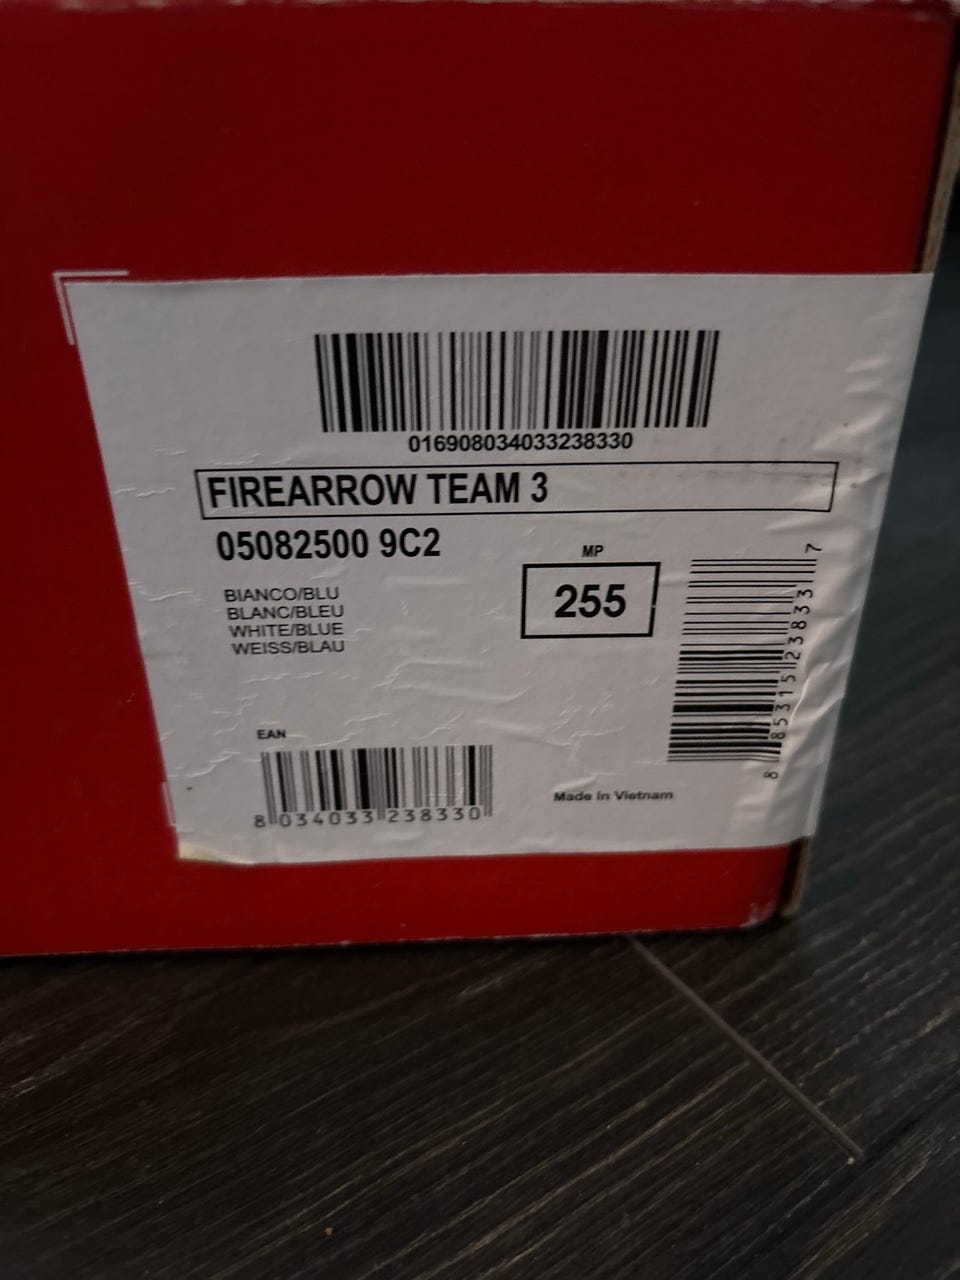 016908034033238330
FIREARROW TEAM 3
05082500 9C2
BIANCO/BLU
BLANC/BLEU
WHITE/BLUE
WEISS/BLAU
MP
255
8 85315 23833 7
EAN
8 034033 238330
Made In Vietnam